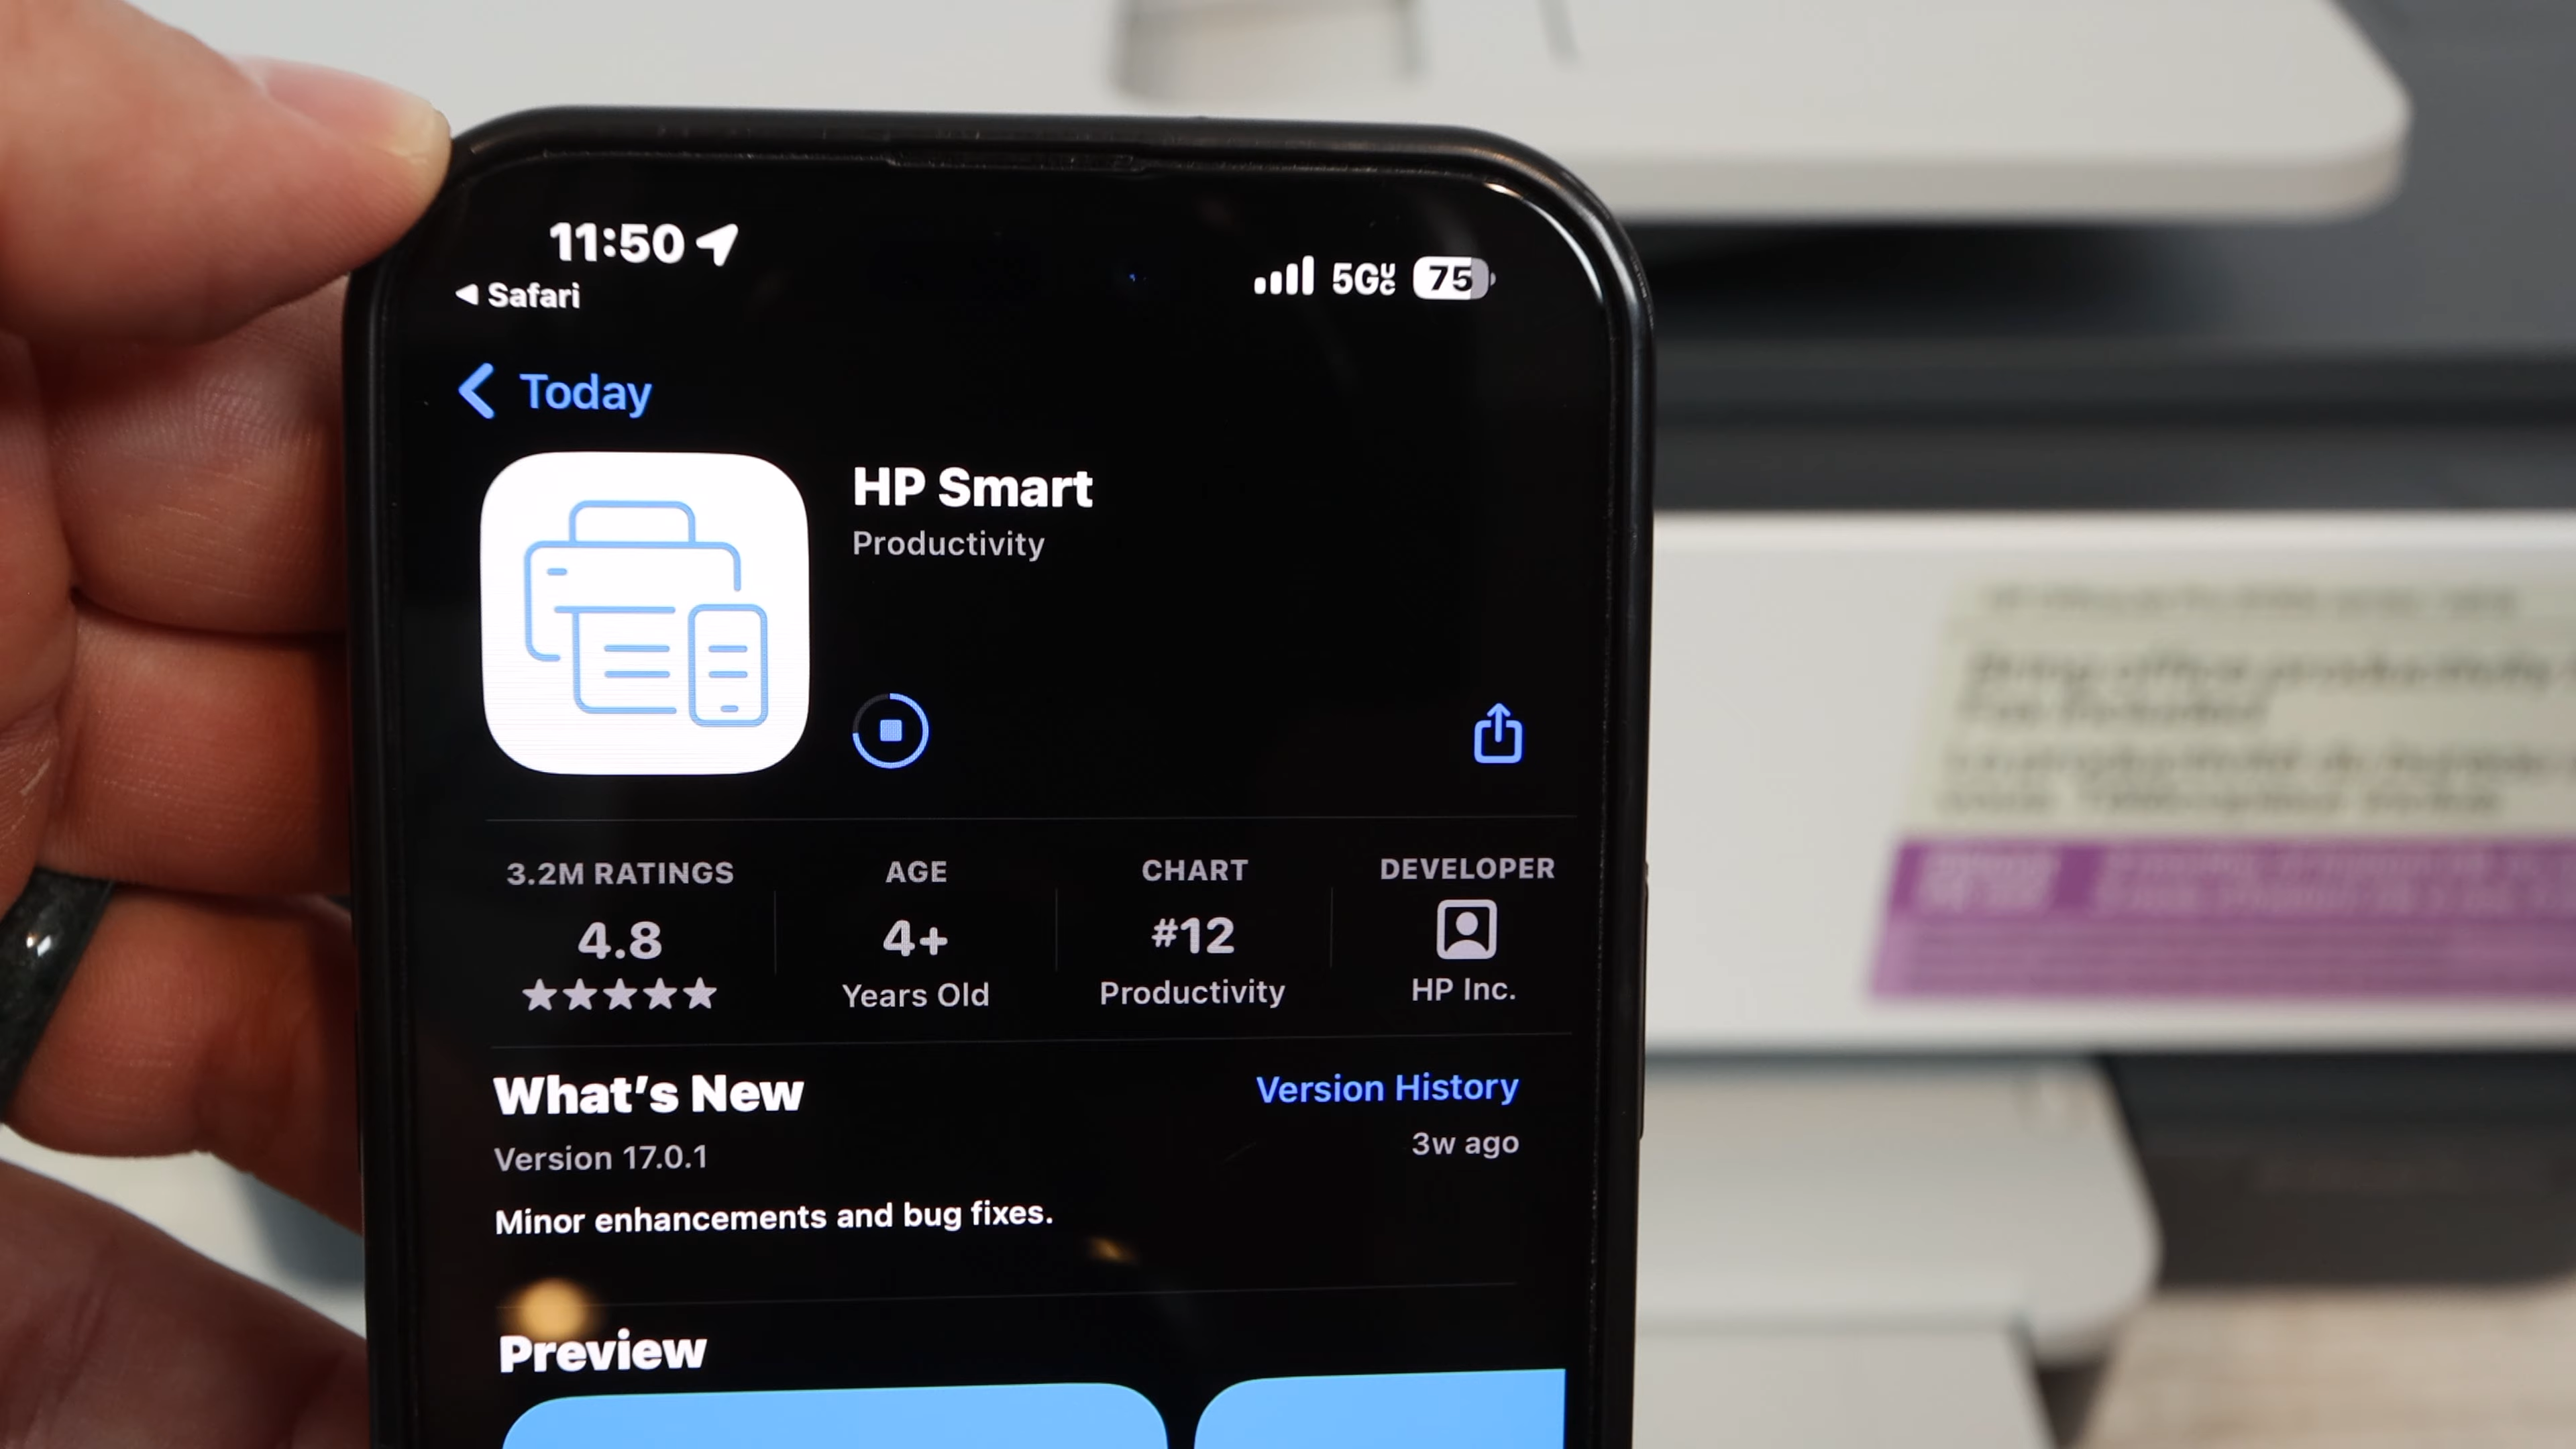 11:50
5G UC 75
Safari
Today
HP Smart
Productivity
3.2M RATINGS
4.8
AGE
4+
Years Old
CHART
#12
Productivity
DEVELOPER
HP Inc.
What's New
Version History
Version 17.0.1
3w ago
Minor enhancements and bug fixes.
Preview